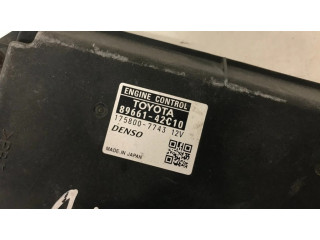 ENGINE CONTROL
TOYOTA
89661-42C10
175800-7743 12V
DENSO
MADE IN JAPAN